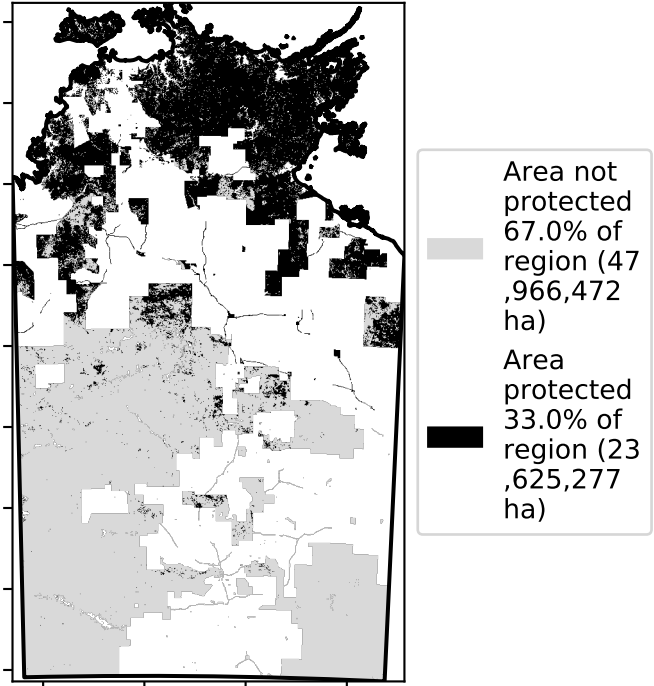 Area not
protected
67.0% of
region (47
,966,472
ha)
Area
protected
33.0% of
region (23
,625,277
ha)